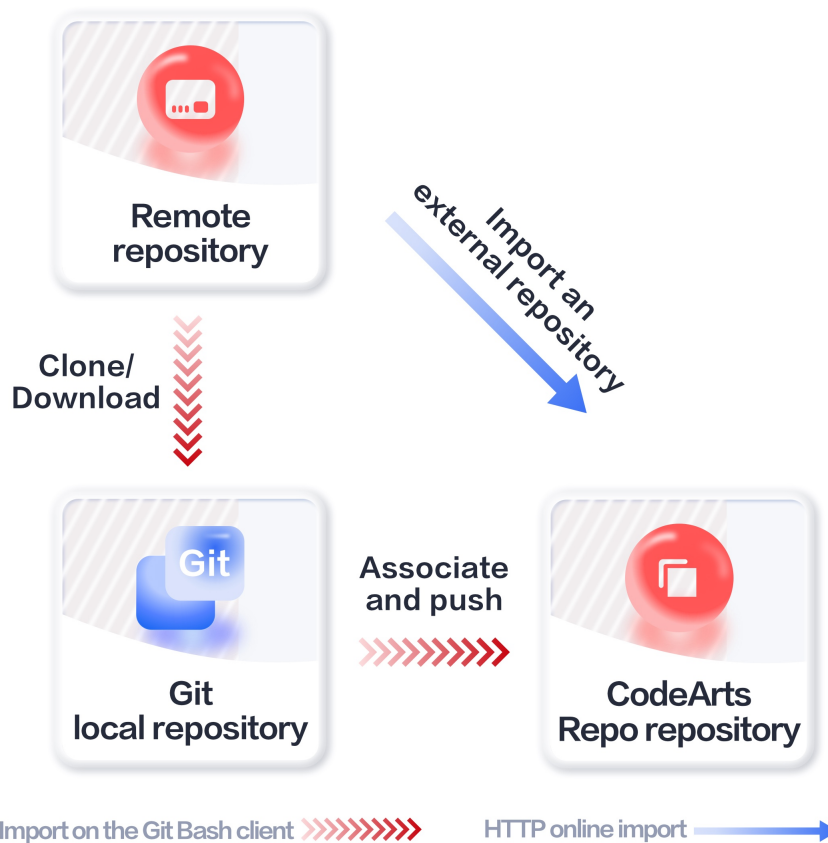 Remote
repository
Import an
external repository
Clone/
Download
Git
Associate
and push
Git
local repository
CodeArts
Repo repository
Import on the Git Bash client
HTTP online import